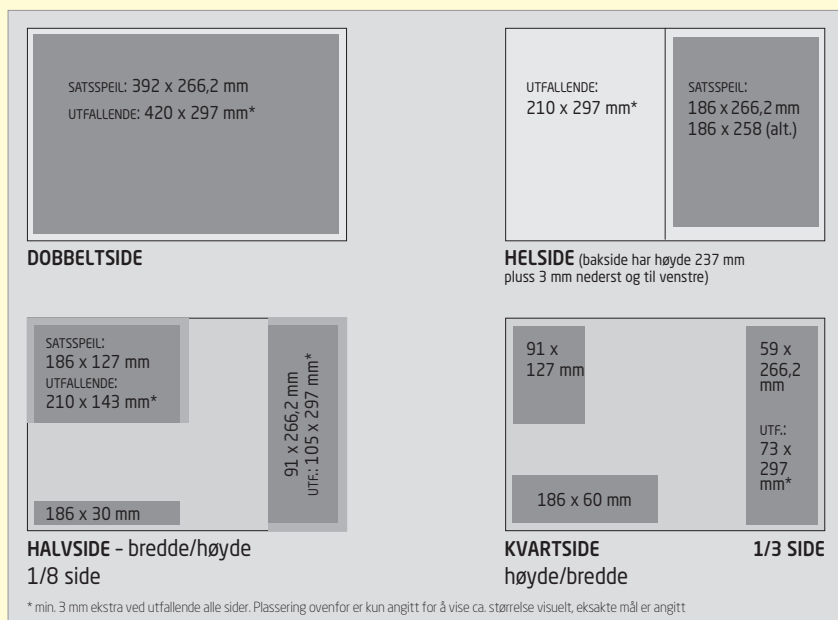 SATSSPEIL: 392 x 266,2 mm
UTFALLENDE: 420 x 297 mm*
DOBBELTSIDE
UTFALLENDE:
210 x 297 mm*
SATSSPEIL:
186 x 266,2 mm
186 x 258 (alt.)
HELSIDE (bakside har høyde 237 mm
pluss 3 mm nederst og til venstre)
SATSSPEIL:
186 x 127 mm
UTFALLENDE:
210 x 143 mm*
91 x 266,2 mm
UTF.: 105 x 297 mm*
186 x 30 mm
HALVSIDE – bredde/høyde
1/8 side
91 x
127 mm
59 x
266,2
mm
UTF.:
73 x
297
mm*
186 x 60 mm
KVARTSIDE
høyde/bredde
1/3 SIDE
* min. 3 mm ekstra ved utfallende alle sider. Plassering ovenfor er kun angitt for å vise ca. størrelse visuelt, eksakte mål er angitt